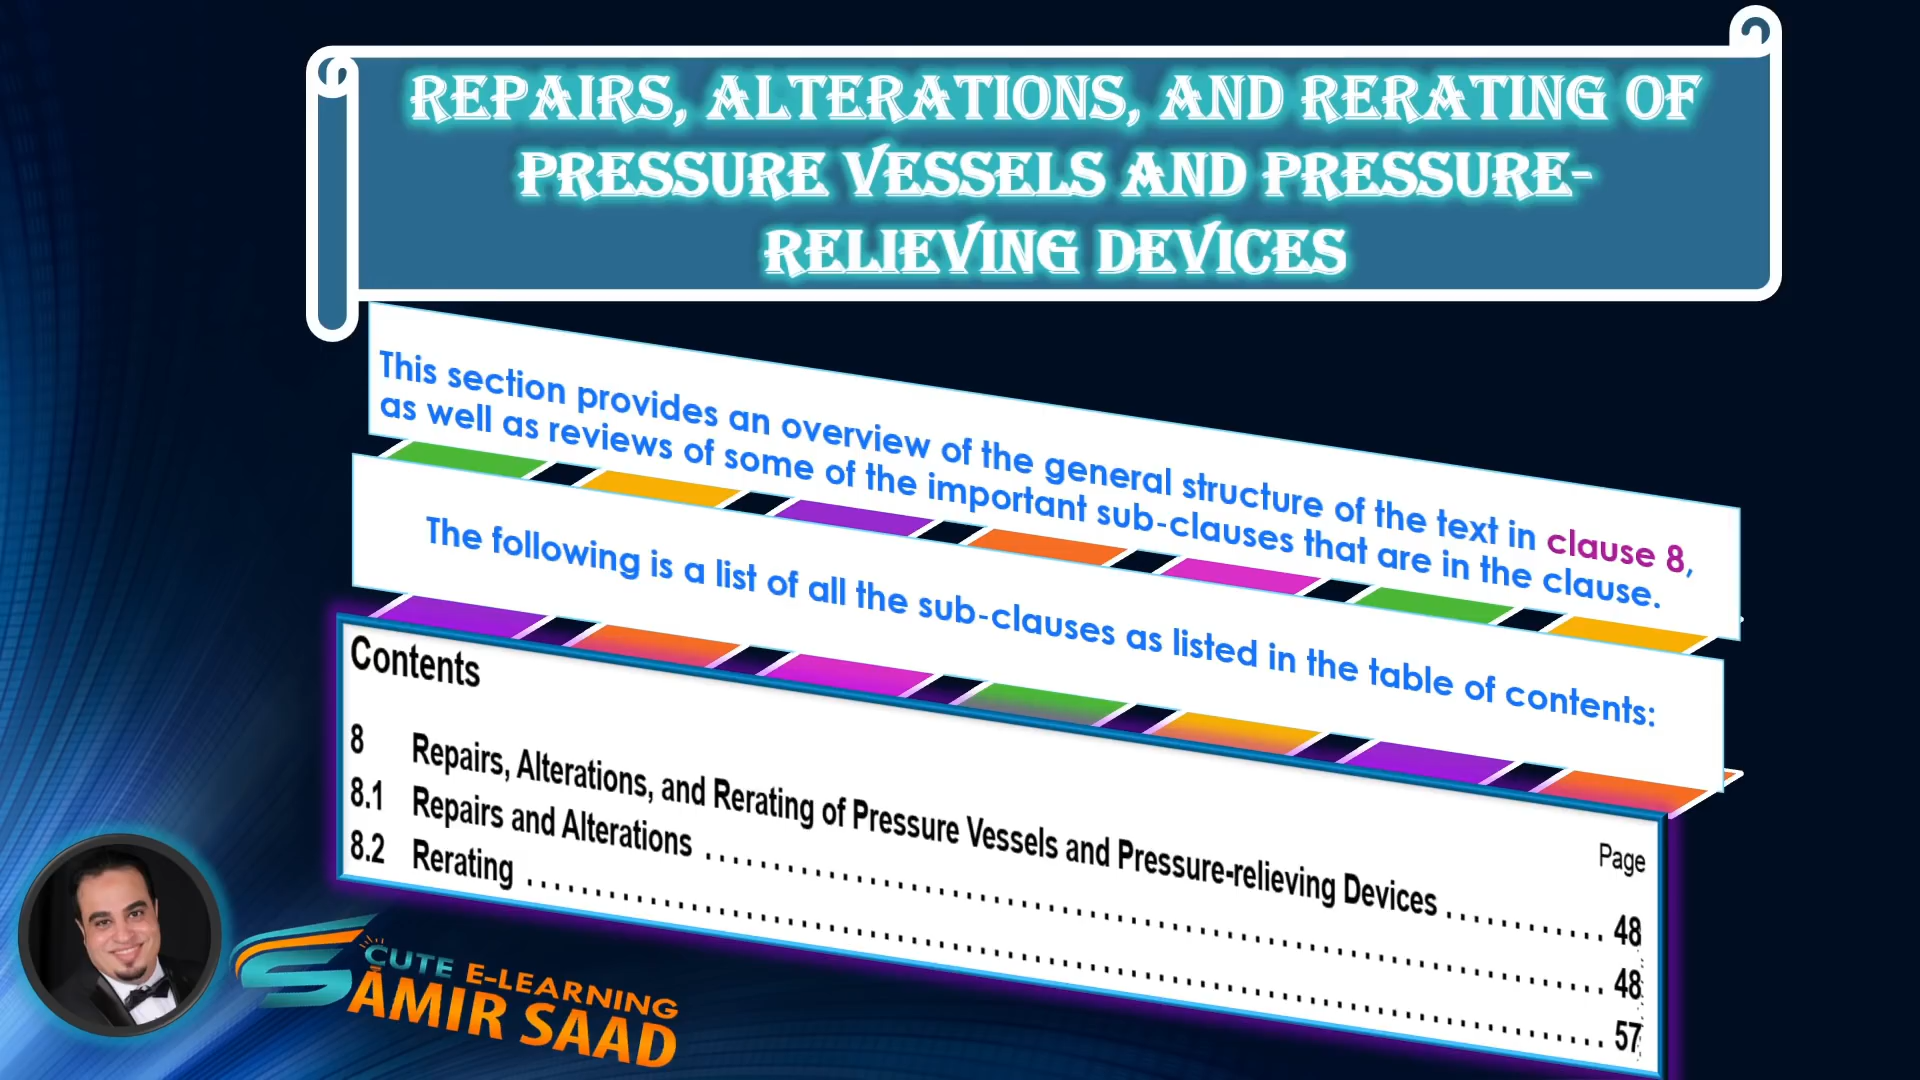 REPAIRS, ALTERATIONS, AND RERATING OF
PRESSURE VESSELS AND PRESSURE-
RELIEVING DEVICES
This section provides an overview of the general structure of the text in clause 8,
as well as reviews of some of the important sub-clauses that are in the clause.
The following is a list of all the sub-clauses as listed in the table of contents:
Contents
Page
8 Repairs, Alterations, and Rerating of Pressure Vessels and Pressure-relieving Devices .......... 48
8.1 Repairs and Alterations .......... 48
8.2 Rerating .......... 57
CUTE E-LEARNING
SAMIR SAAD